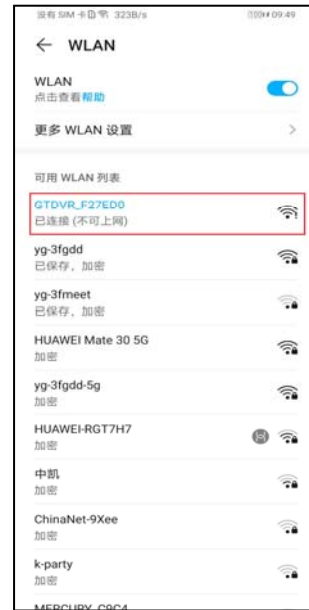 没有 SIM 卡 323B/s 09:49
WLAN
WLAN
点击查看帮助
更多 WLAN 设置
可用 WLAN 列表
GTDVR_F27ED0
已连接 (不可上网)
yg-3fgdd
已保存，加密
yg-3fmeet
已保存，加密
HUAWEI Mate 30 5G
加密
yg-3fgdd-5g
加密
HUAWEI-RGT7H7
加密
中凯
加密
ChinaNet-9Xee
加密
k-party
加密
MERCURY_C9C4